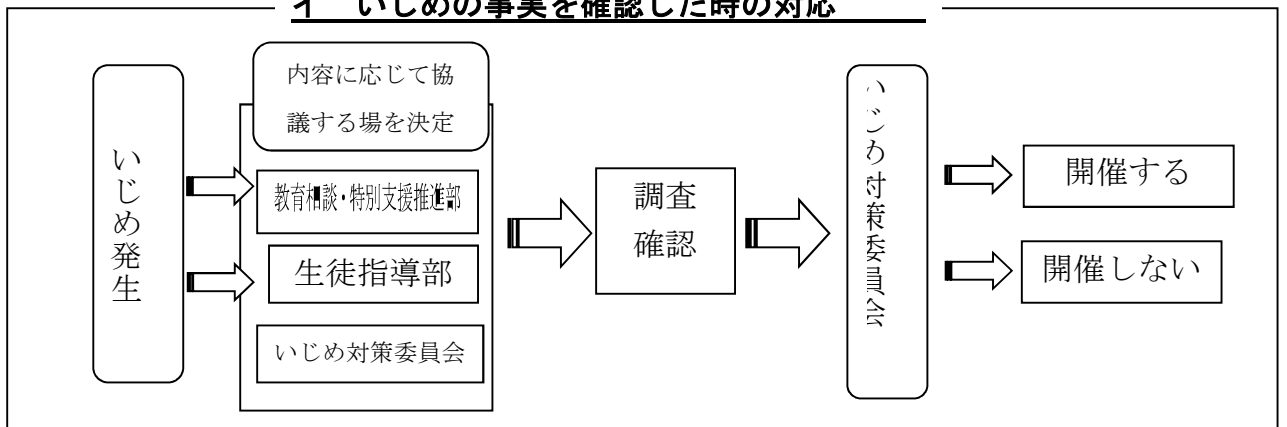 イ　いじめの事実を確認した時の対応
いじめ発生
内容に応じて協
議する場を決定
教育相談・特別支援推進部
生徒指導部
いじめ対策委員会
調査
確認
いじめ対策委員会
開催する
開催しない